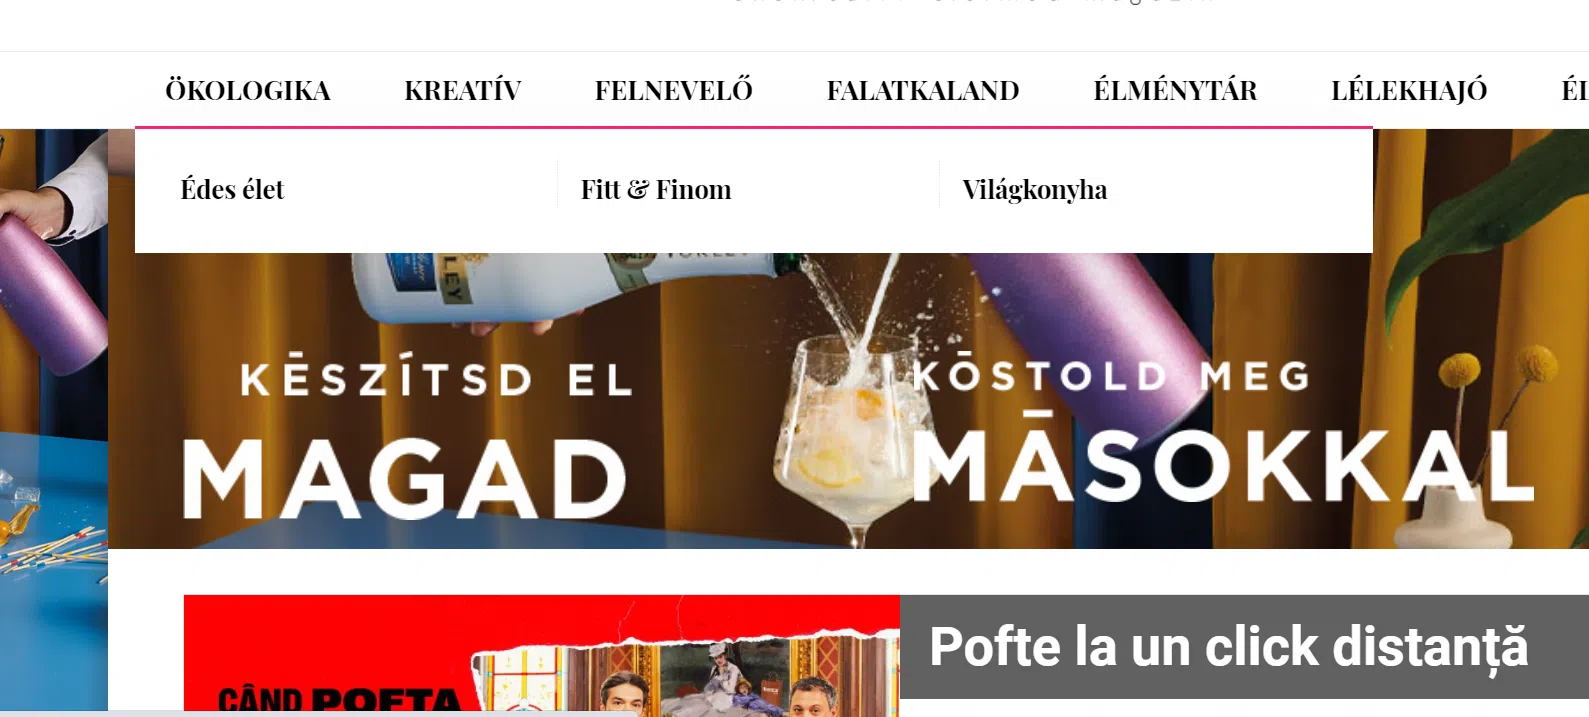 ÖKOLOGIKA KREATÍV FELNEVELŐ FALATKALAND ÉLMÉNYTÁR LÉLEKHAJÓ
Édes élet Fitt & Finom Világkonyha
LEY
KĒSZÍTSD EL
MAGAD
KŌSTOLD MEG
MĀSOKKAL
Pofte la un click distanță
CÂND POFTA